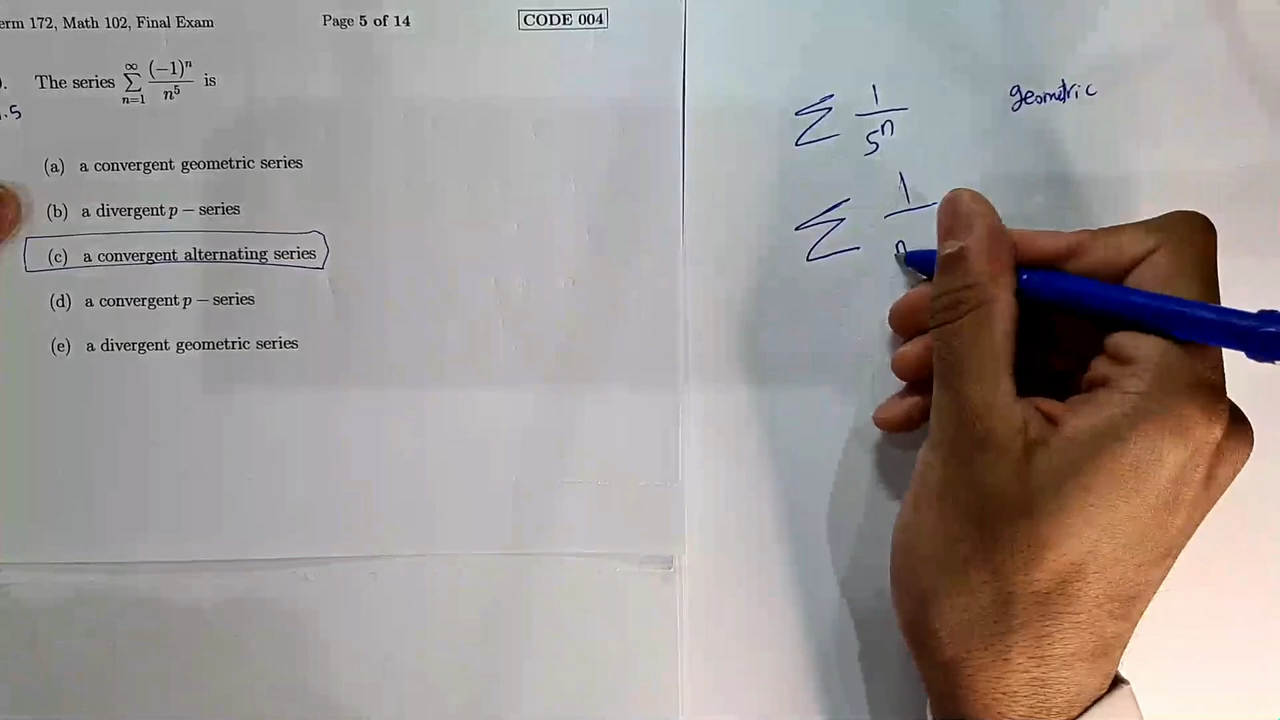 erm 172, Math 102, Final Exam Page 5 of 14 CODE 004
. The series ∑_{n=1}^{∞} (−1)^n / n^5 is
.5
(a) a convergent geometric series
(b) a divergent p − series
(c) a convergent alternating series
(d) a convergent p − series
(e) a divergent geometric series
∑ 1 / 5^n geometric
∑ 1 / n